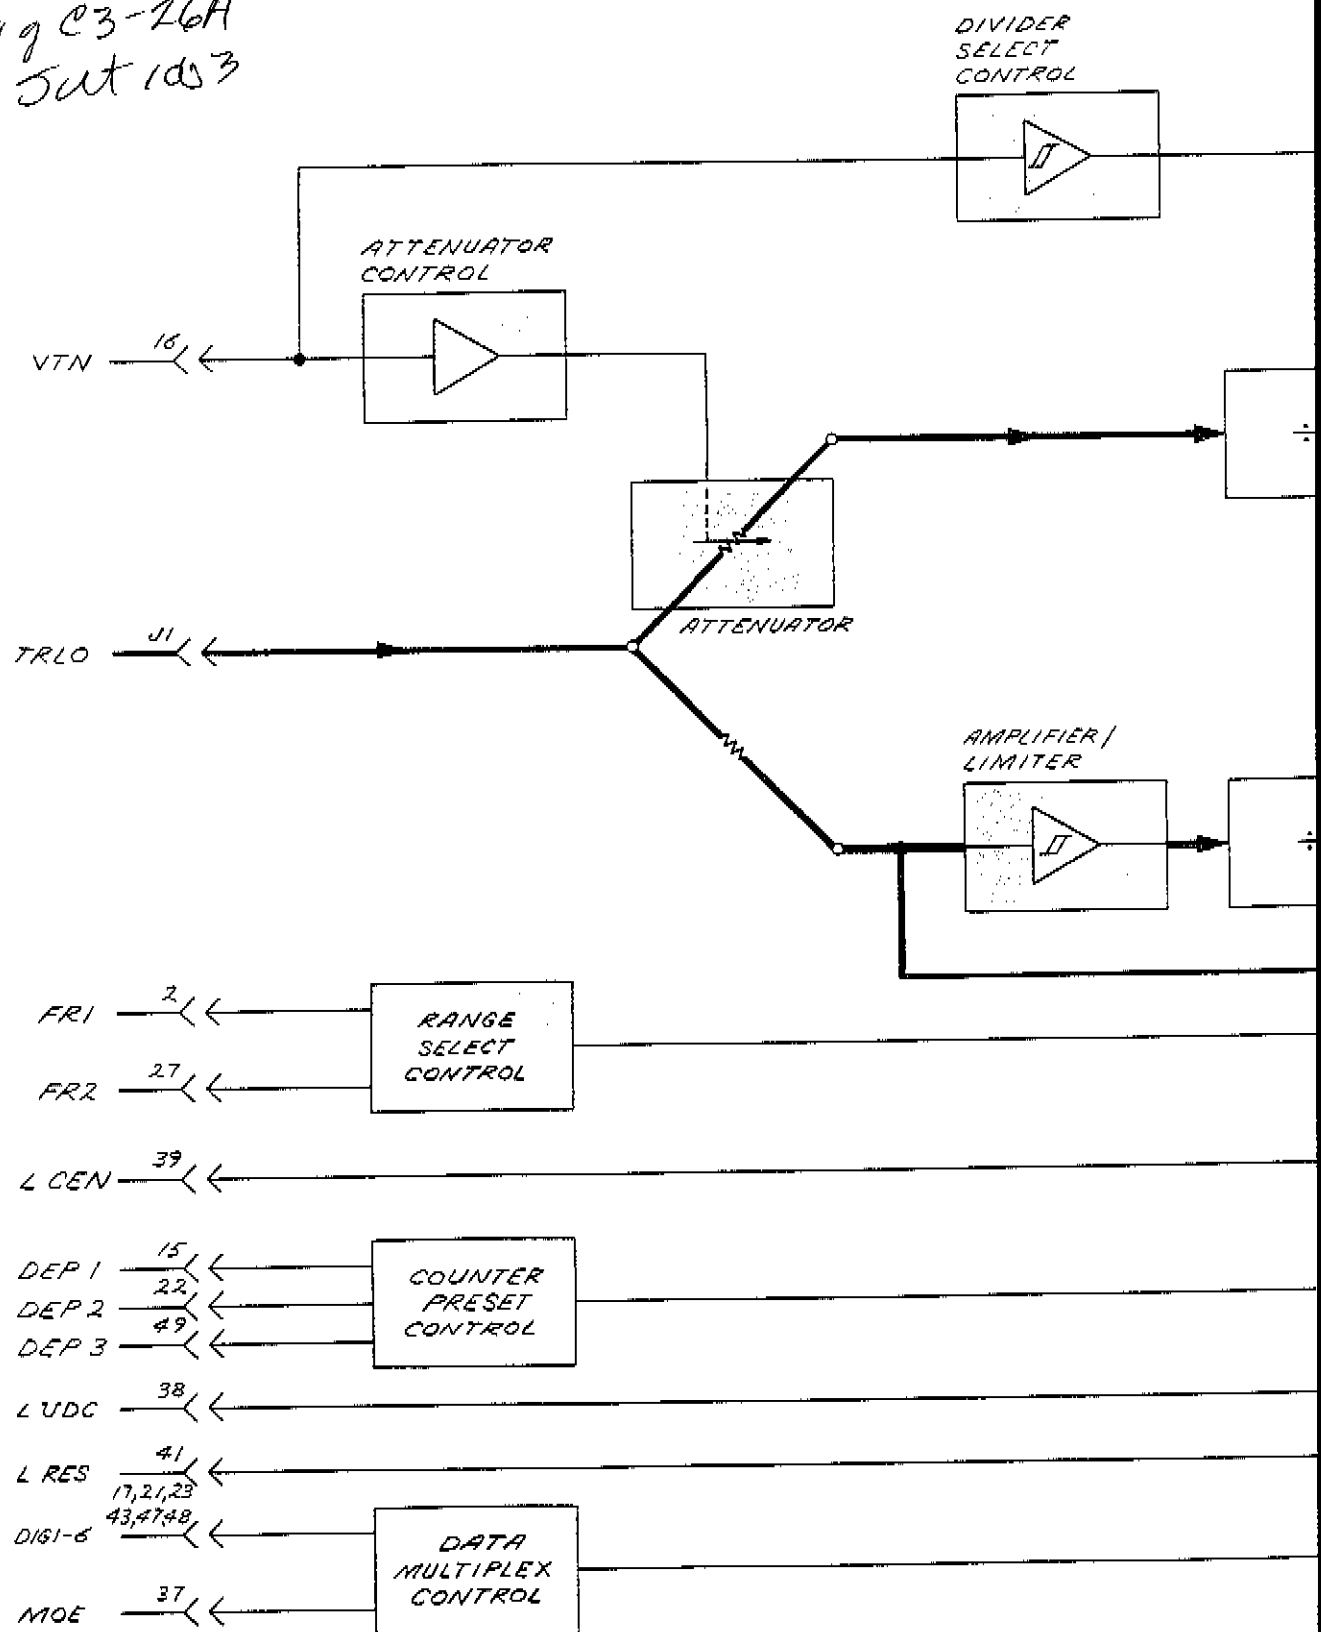 g C3-26A
DIVIDER
SELECT
CONTROL
ATTENUATOR
CONTROL
VTN 16
÷
ATTENUATOR
TRLO J1
AMPLIFIER/
LIMITER
÷
FR1 2
RANGE
SELECT
CONTROL
FR2 27
L CEN 39
DEP 1 15
DEP 2 22
DEP 3 49
COUNTER
PRESET
CONTROL
L UDC 38
L RES 41
17,21,23
43,47,48
DIG1-6
DATA
MULTIPLEX
CONTROL
MOE 37